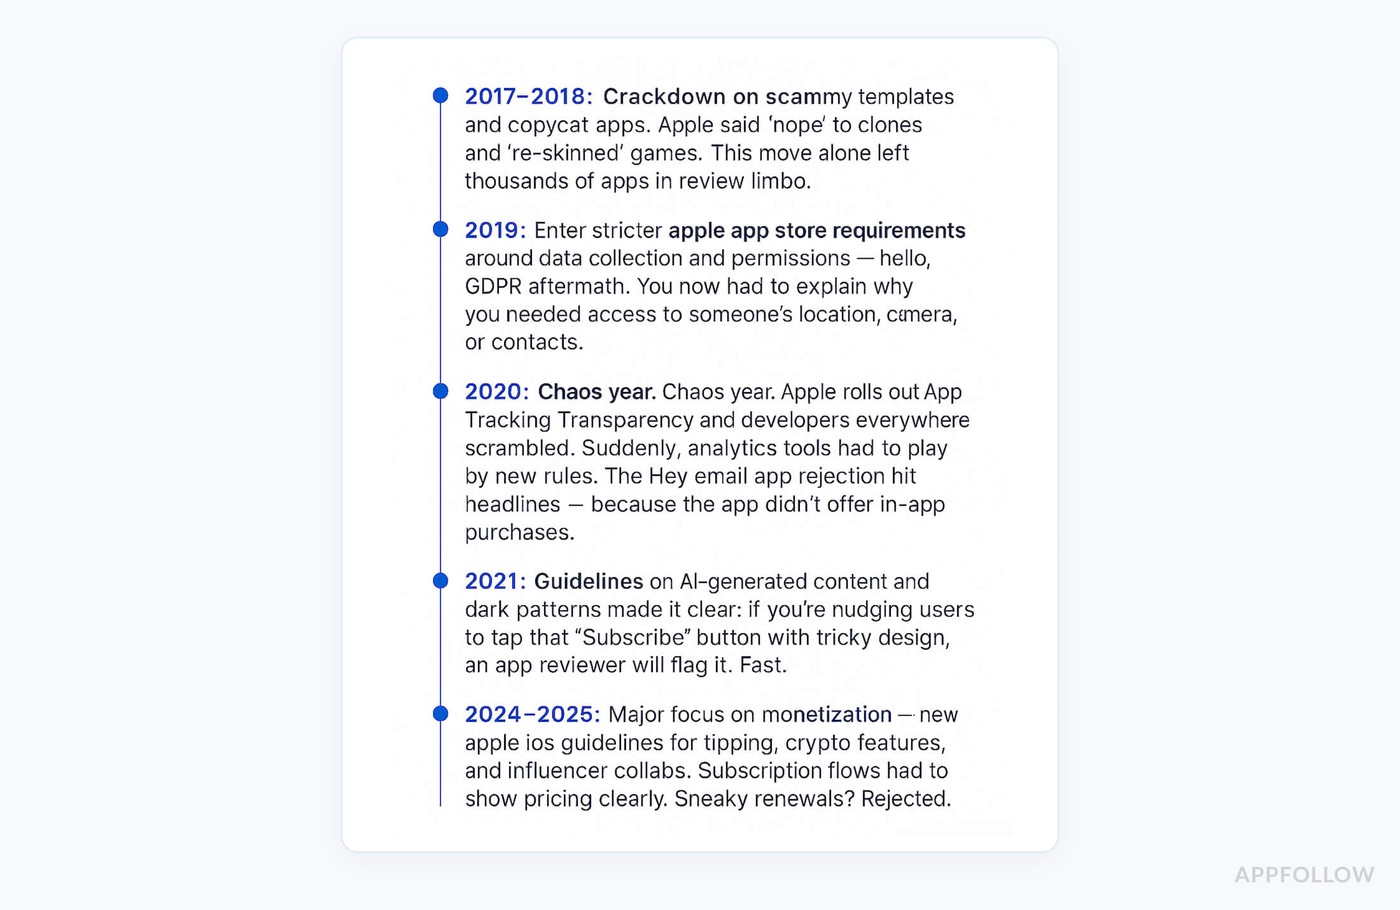 2017–2018: Crackdown on scammy templates
and copycat apps. Apple said ‘nope’ to clones
and ‘re-skinned’ games. This move alone left
thousands of apps in review limbo.
2019: Enter stricter apple app store requirements
around data collection and permissions — hello,
GDPR aftermath. You now had to explain why
you needed access to someone’s location, camera,
or contacts.
2020: Chaos year. Chaos year. Apple rolls out App
Tracking Transparency and developers everywhere
scrambled. Suddenly, analytics tools had to play
by new rules. The Hey email app rejection hit
headlines — because the app didn’t offer in-app
purchases.
2021: Guidelines on AI-generated content and
dark patterns made it clear: if you’re nudging users
to tap that “Subscribe” button with tricky design,
an app reviewer will flag it. Fast.
2024–2025: Major focus on monetization — new
apple ios guidelines for tipping, crypto features,
and influencer collabs. Subscription flows had to
show pricing clearly. Sneaky renewals? Rejected.
APPFOLLOW